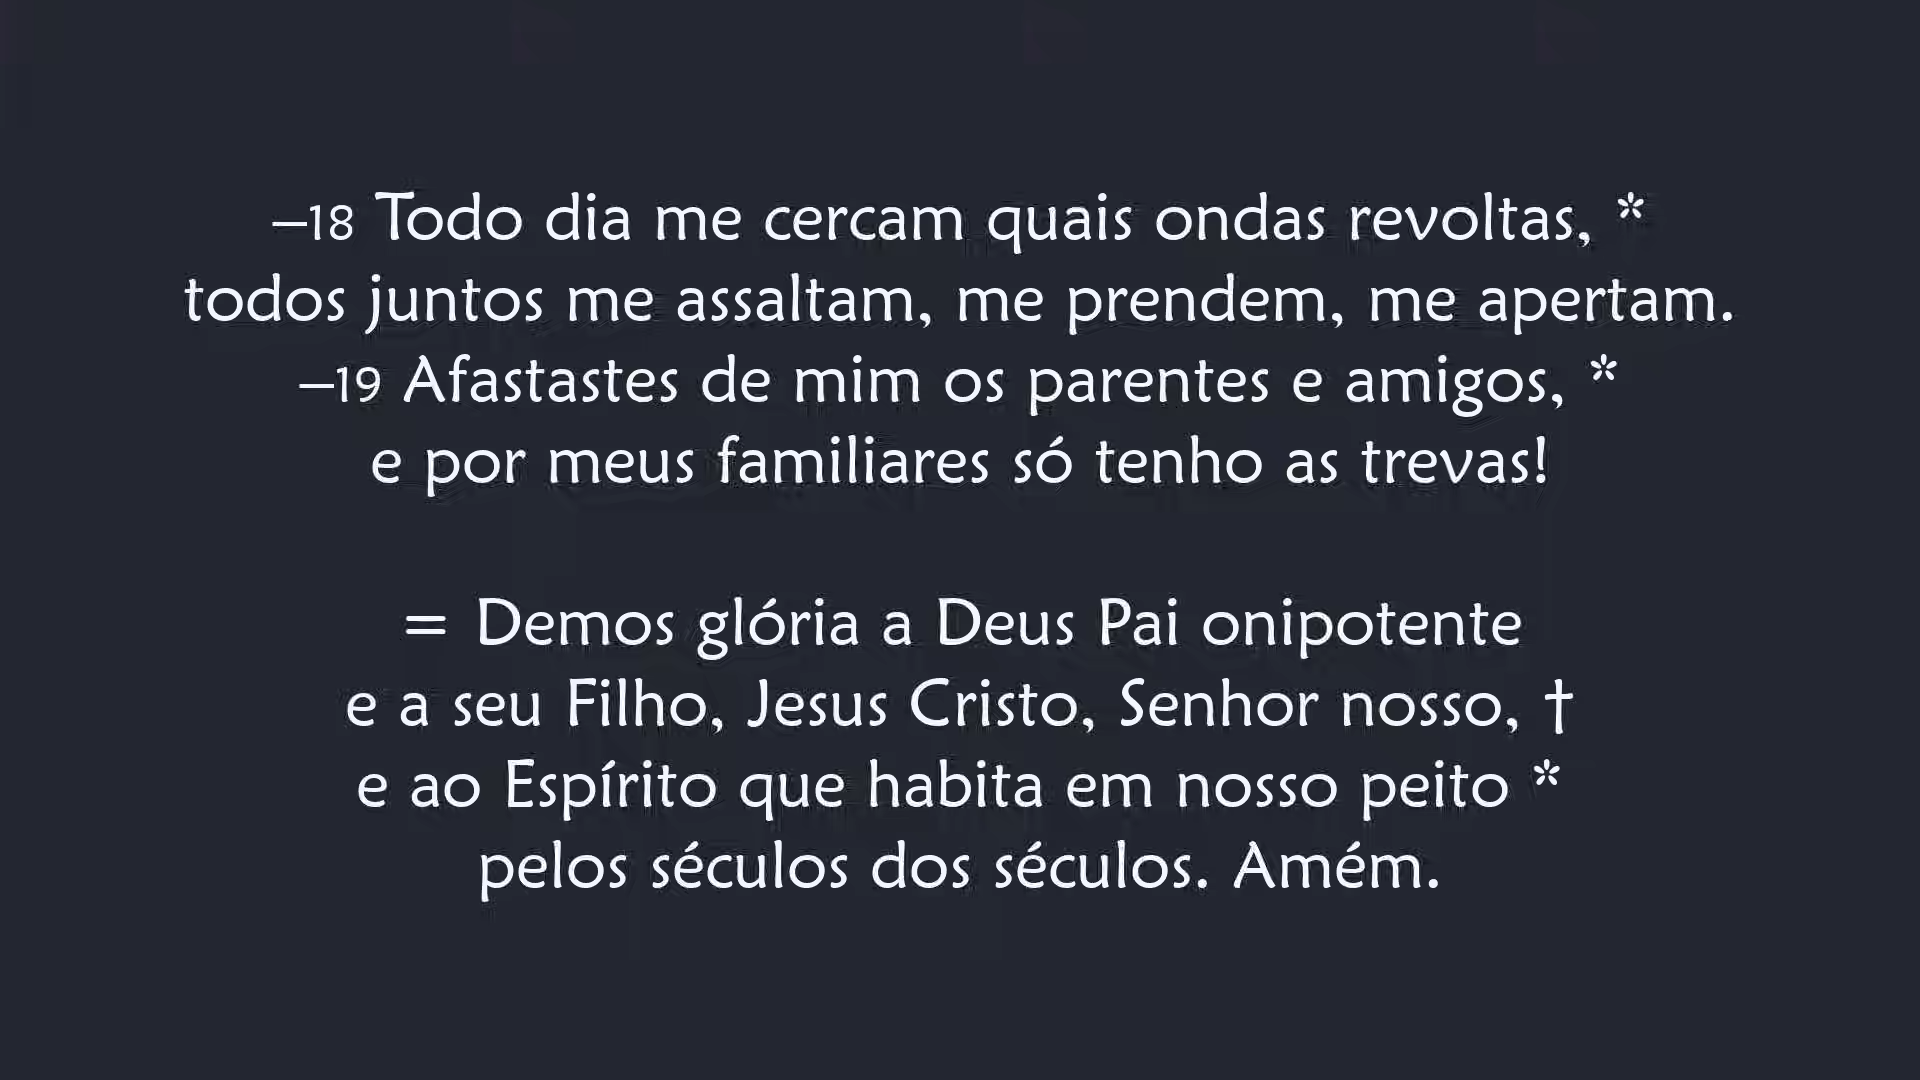 –18 Todo dia me cercam quais ondas revoltas, *
todos juntos me assaltam, me prendem, me apertam.
–19 Afastastes de mim os parentes e amigos, *
e por meus familiares só tenho as trevas!
= Demos glória a Deus Pai onipotente
e a seu Filho, Jesus Cristo, Senhor nosso, †
e ao Espírito que habita em nosso peito *
pelos séculos dos séculos. Amém.